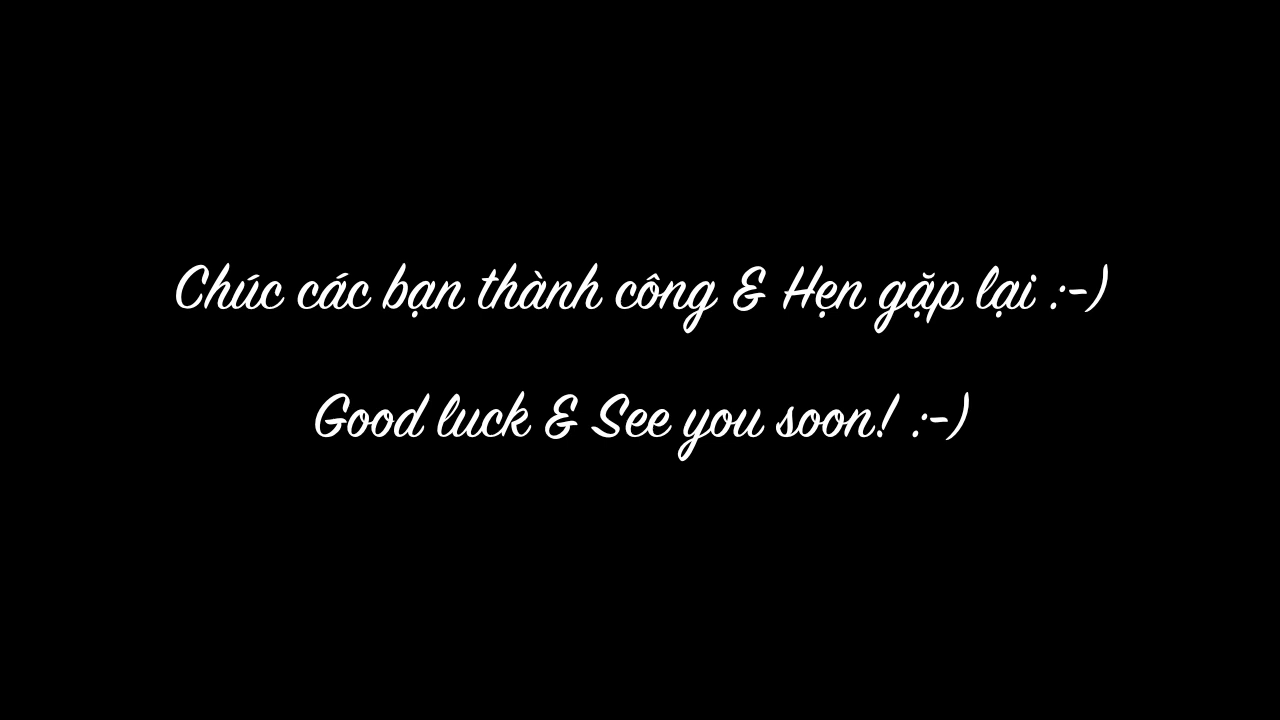 Chúc các bạn thành công & Hẹn gặp lại :-)
Good luck & See you soon! :-)